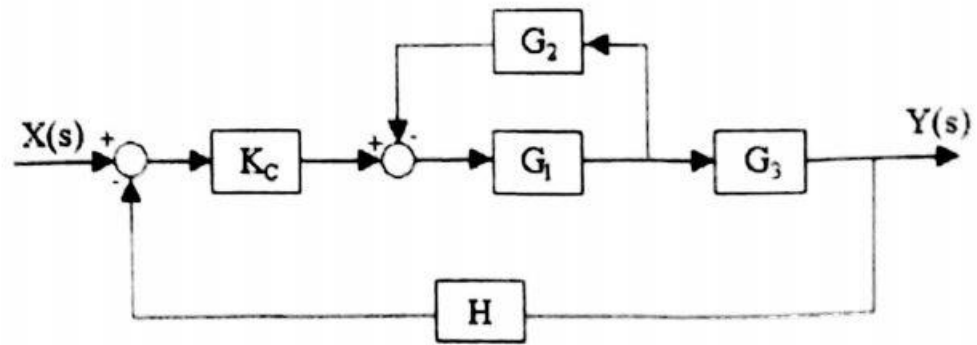 G₂
X(s) + - K_C + - G₁ G₃ Y(s)
H